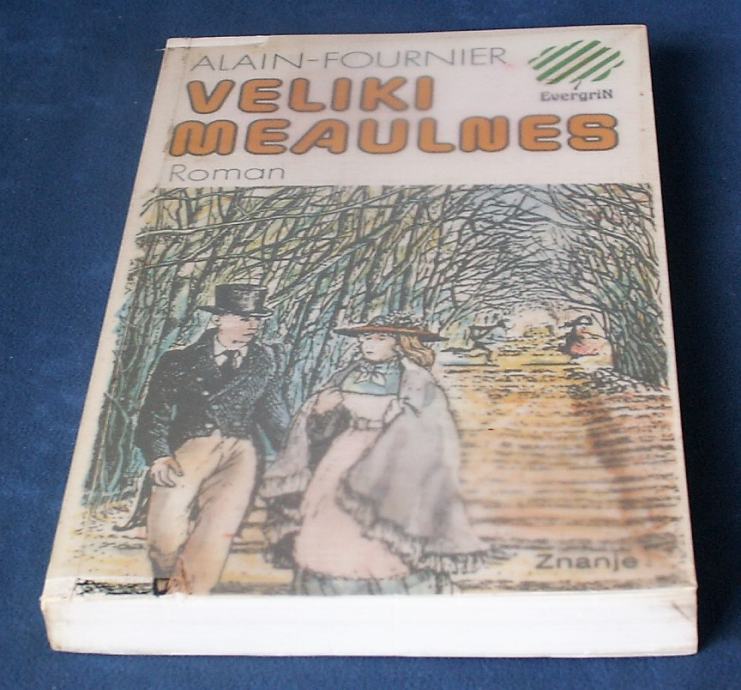 ALAIN-FOURNIER
EvergriN
VELIKI
MEAULNES
Roman
Znanje